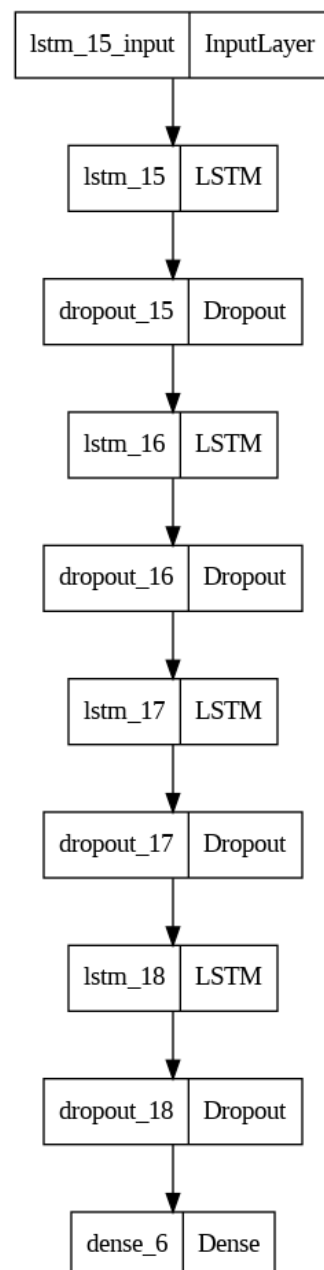 lstm_15_input InputLayer
lstm_15 LSTM
dropout_15 Dropout
lstm_16 LSTM
dropout_16 Dropout
lstm_17 LSTM
dropout_17 Dropout
lstm_18 LSTM
dropout_18 Dropout
dense_6 Dense